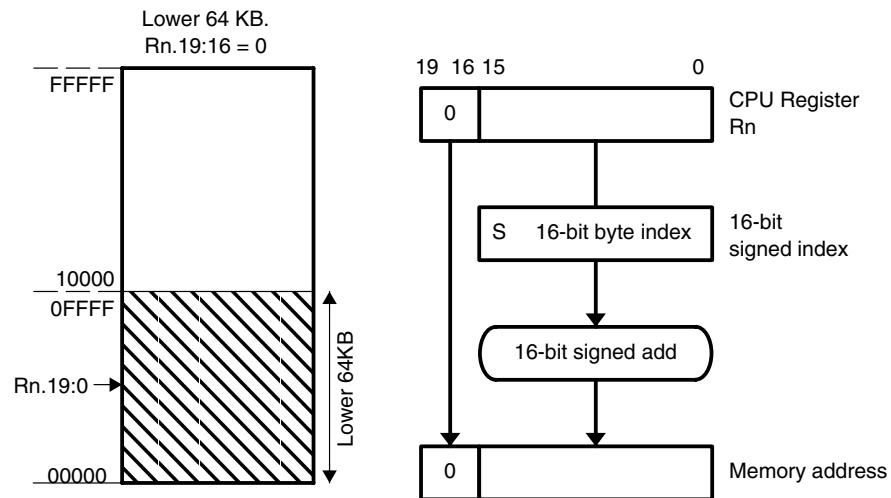 Lower 64 KB.
Rn.19:16 = 0
FFFFF
10000
0FFFF
Rn.19:0
00000
Lower 64KB
19 16 15 0
0
CPU Register
Rn
S 16-bit byte index
16-bit
signed index
16-bit signed add
0
Memory address